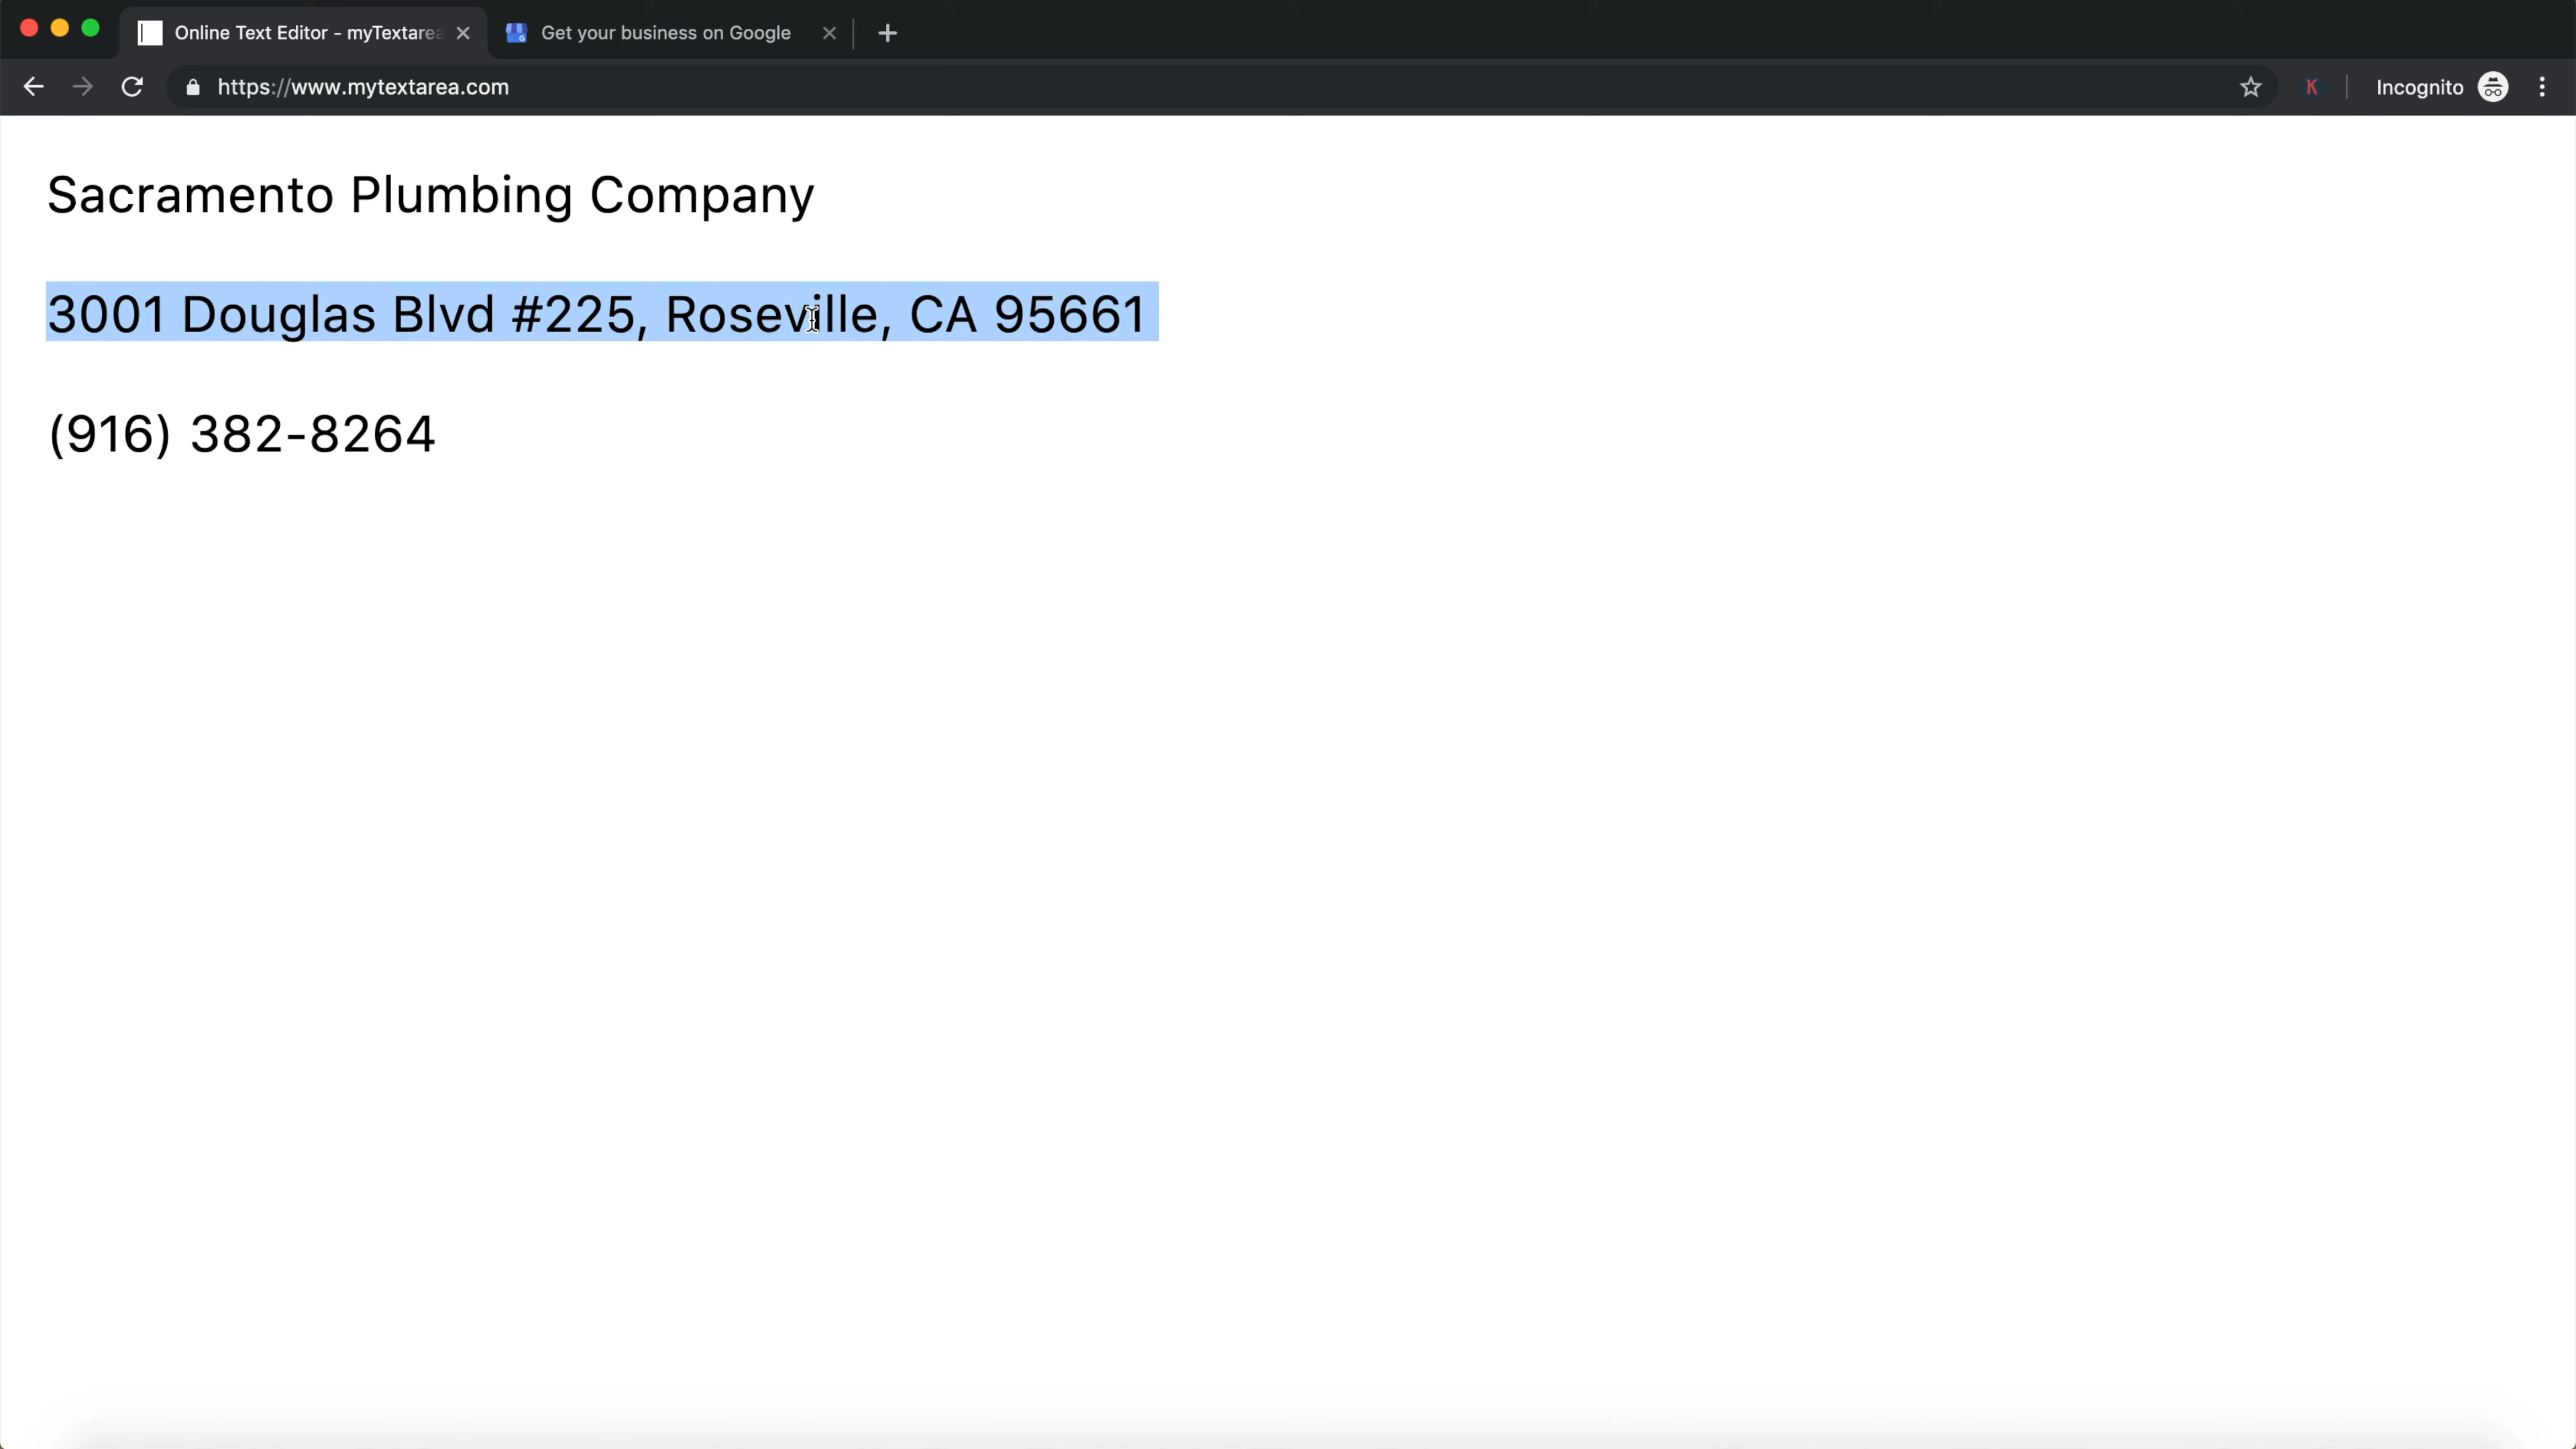 Online Text Editor - myTextarea
Get your business on Google
https://www.mytextarea.com
K
Incognito
Sacramento Plumbing Company
3001 Douglas Blvd #225, Roseville, CA 95661
(916) 382-8264